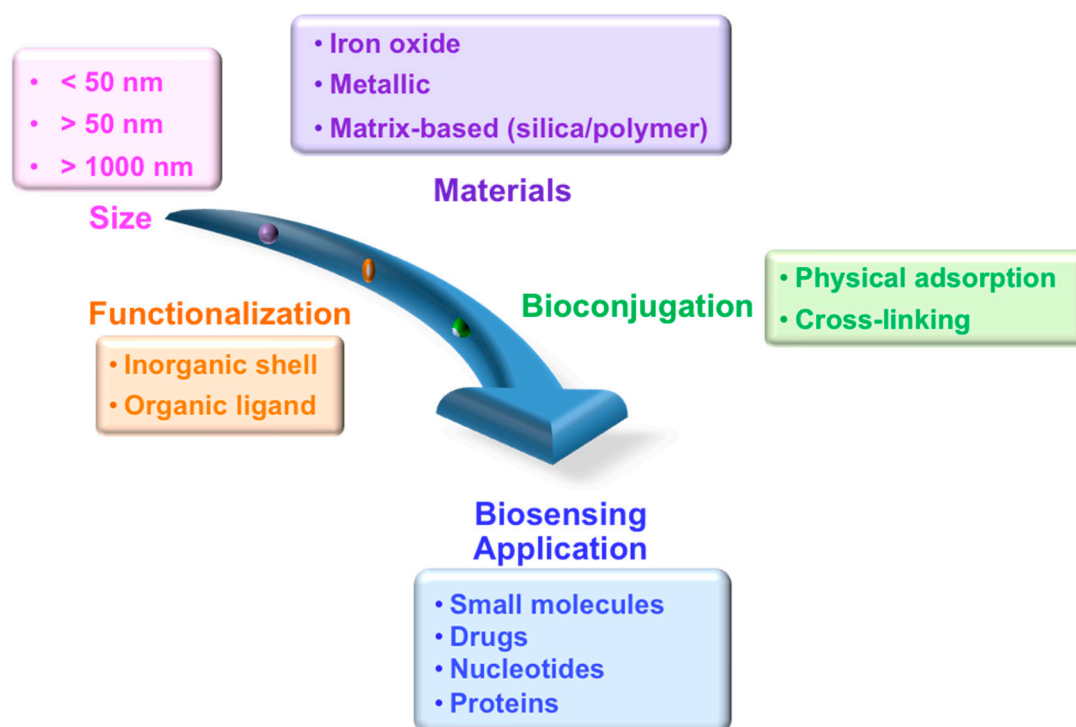 • < 50 nm
• > 50 nm
• > 1000 nm
Size
• Iron oxide
• Metallic
• Matrix-based (silica/polymer)
Materials
Functionalization
• Inorganic shell
• Organic ligand
Bioconjugation
• Physical adsorption
• Cross-linking
Biosensing
Application
• Small molecules
• Drugs
• Nucleotides
• Proteins